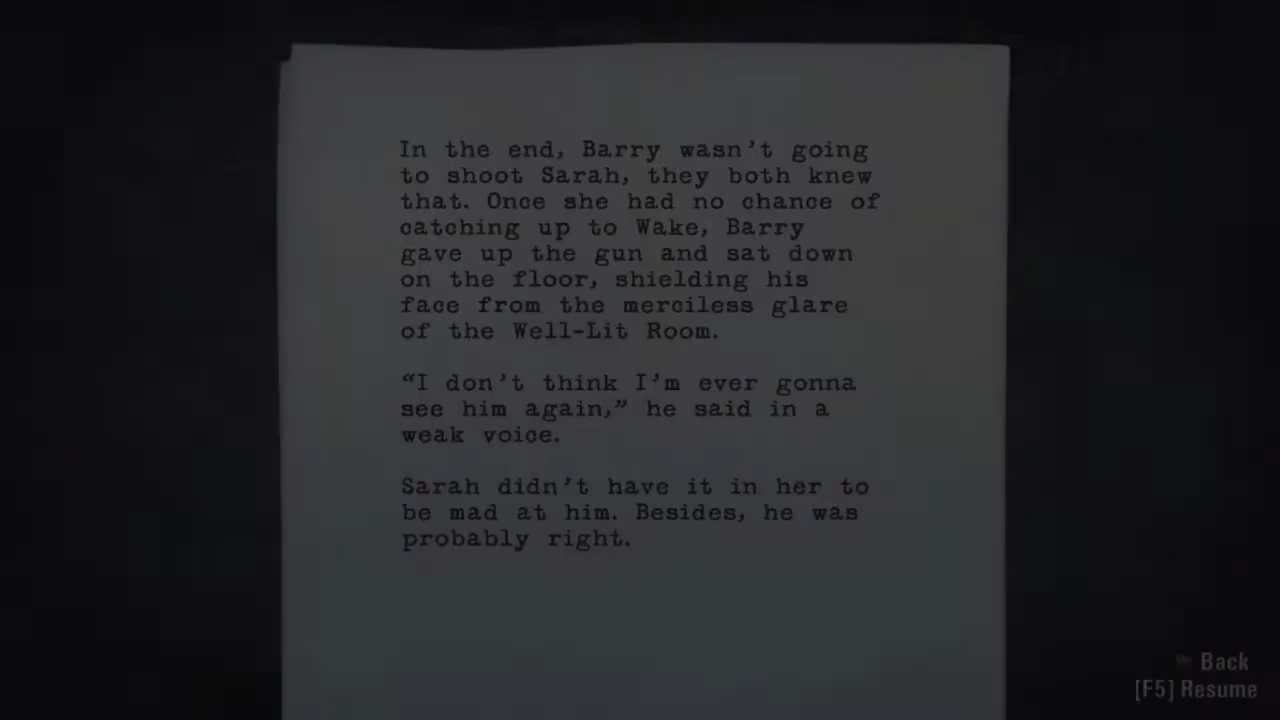 In the end, Barry wasn't going
to shoot Sarah, they both knew
that. Once she had no chance of
catching up to Wake, Barry
gave up the gun and sat down
on the floor, shielding his
face from the merciless glare
of the Well-Lit Room.
“I don't think I'm ever gonna
see him again,” he said in a
weak voice.
Sarah didn't have it in her to
be mad at him. Besides, he was
probably right.
Back
[F5] Resume